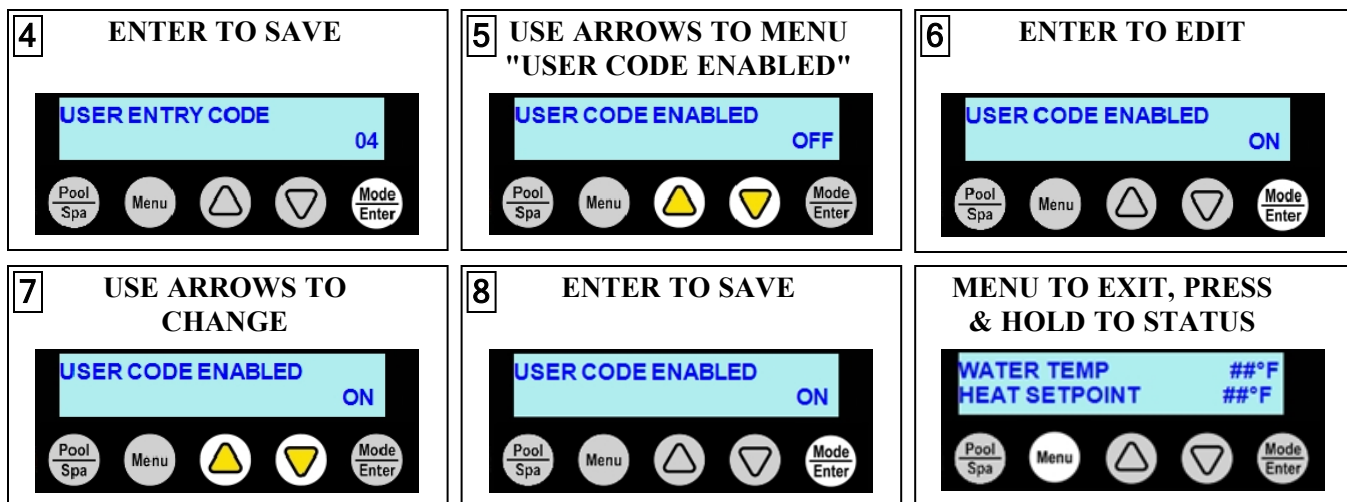 4 ENTER TO SAVE
USER ENTRY CODE
04
Pool Menu Mode
Spa Enter
5 USE ARROWS TO MENU
"USER CODE ENABLED"
USER CODE ENABLED
OFF
Pool Menu Mode
Spa Enter
6 ENTER TO EDIT
USER CODE ENABLED
ON
Pool Menu Mode
Spa Enter
7 USE ARROWS TO
CHANGE
USER CODE ENABLED
ON
Pool Menu Mode
Spa Enter
8 ENTER TO SAVE
USER CODE ENABLED
ON
Pool Menu Mode
Spa Enter
MENU TO EXIT, PRESS
& HOLD TO STATUS
WATER TEMP ##°F
HEAT SETPOINT ##°F
Pool Menu Mode
Spa Enter